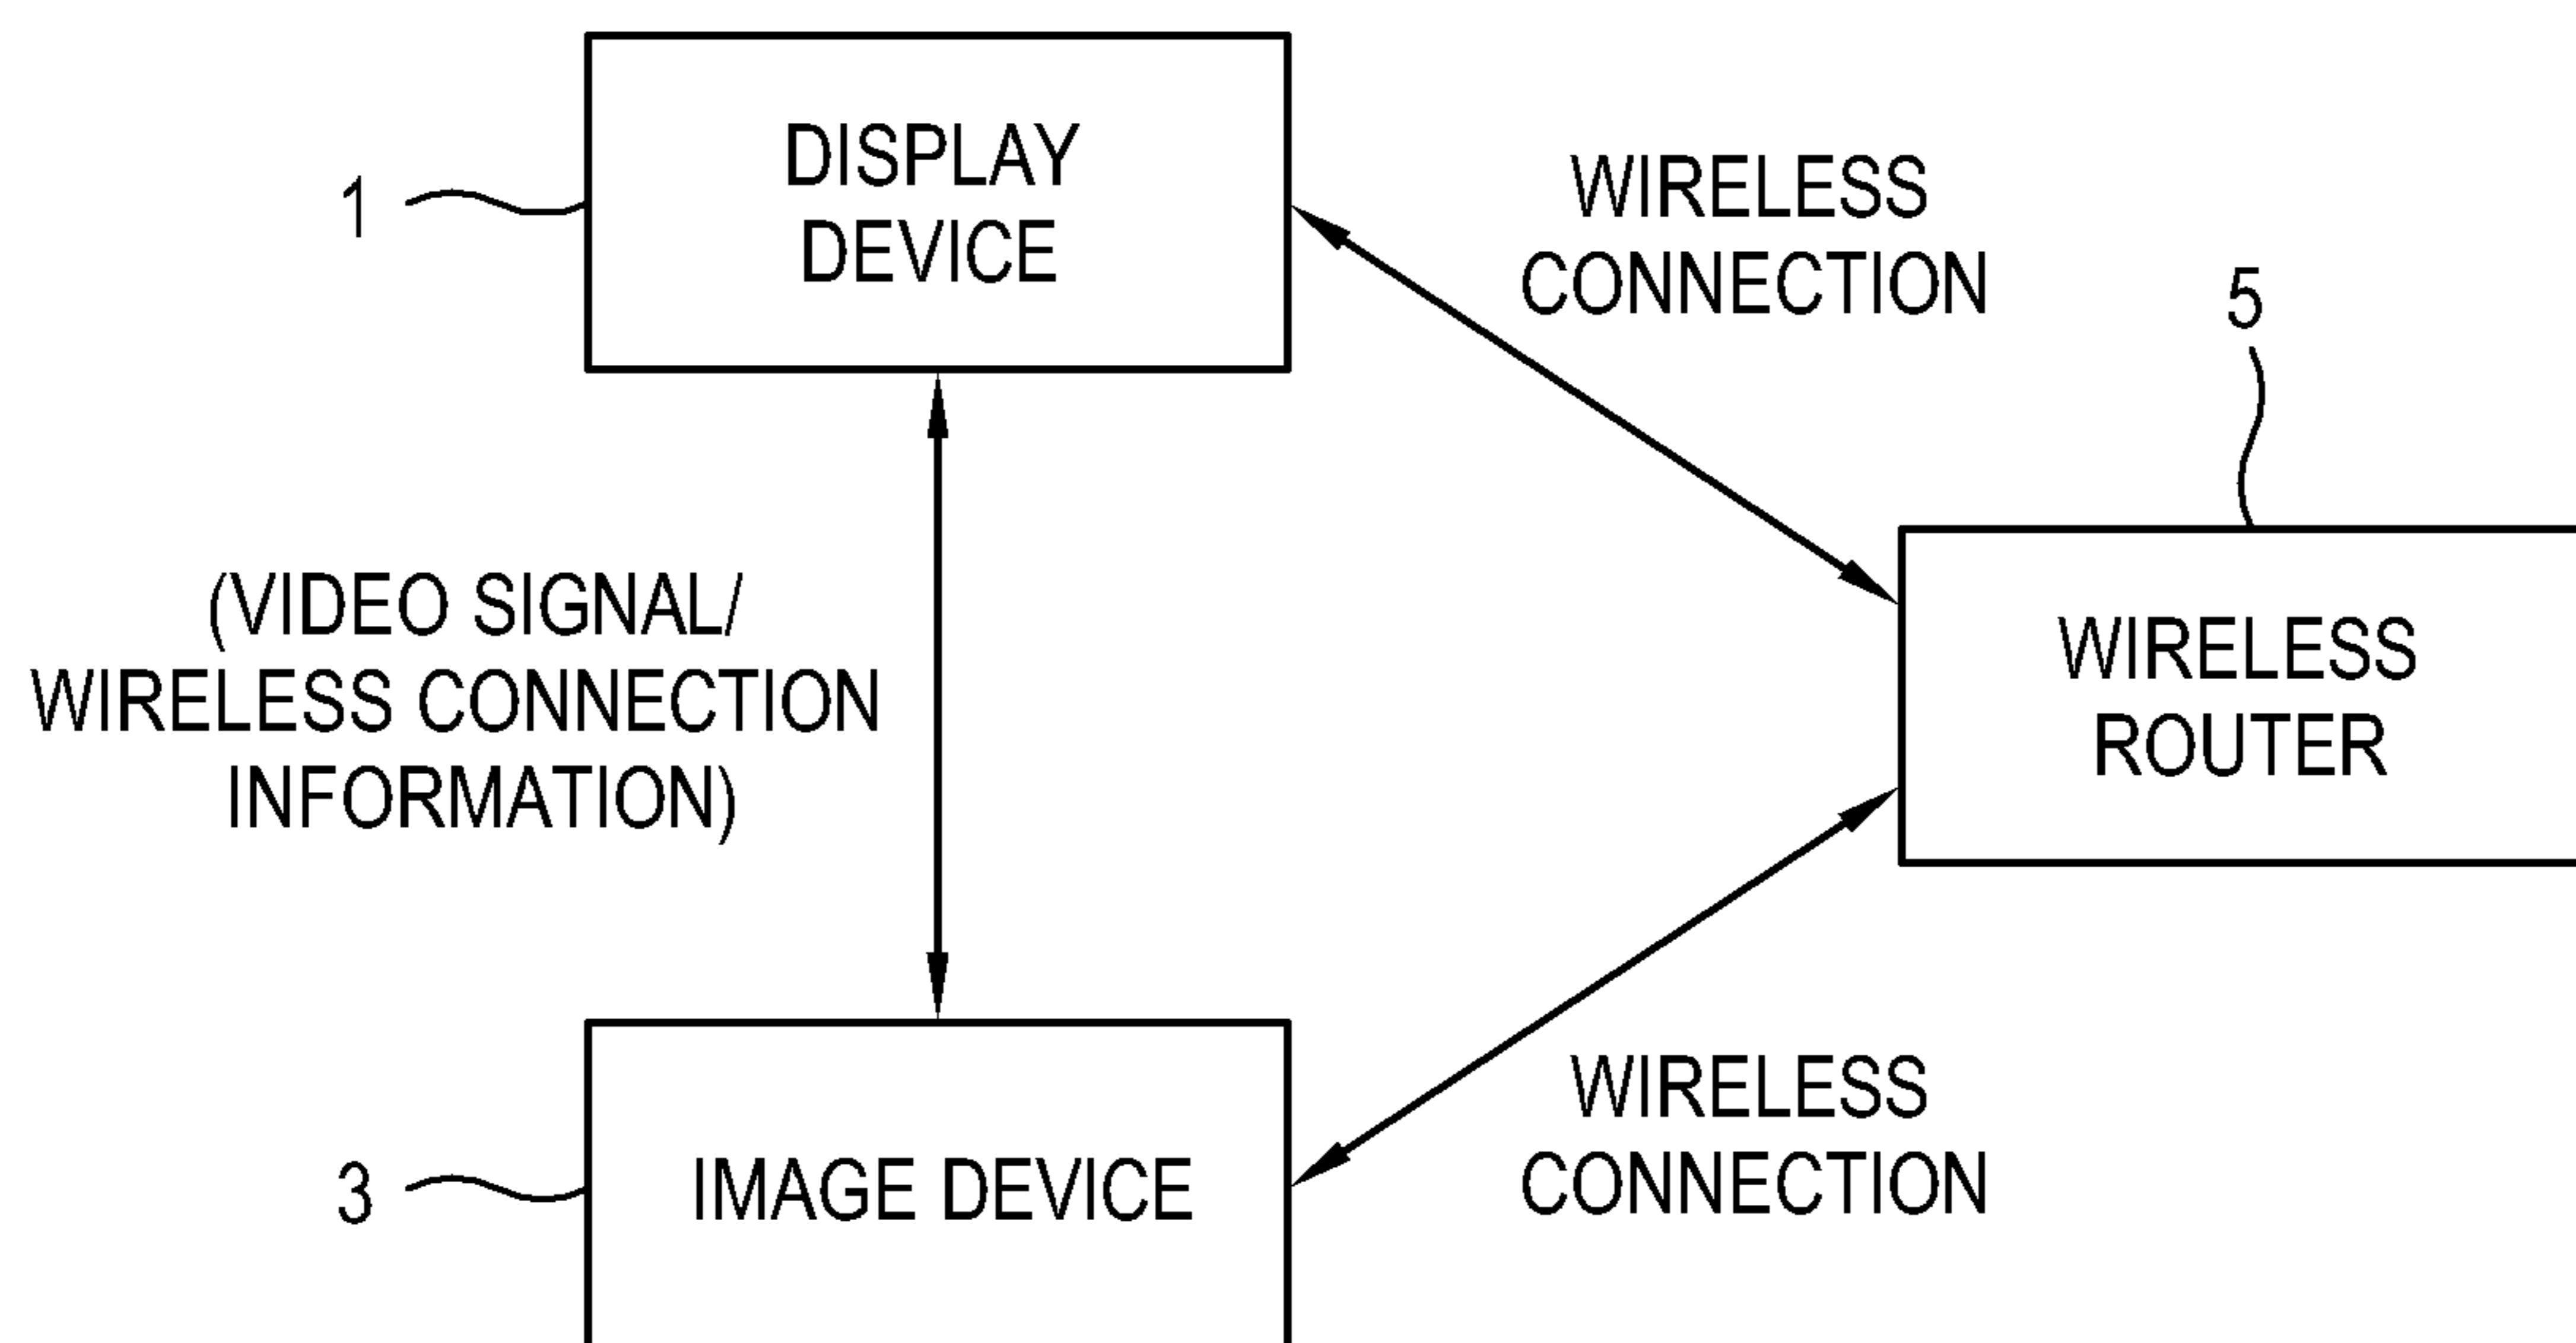 DISPLAY
DEVICE
1
WIRELESS
CONNECTION
5
(VIDEO SIGNAL/
WIRELESS CONNECTION
INFORMATION)
WIRELESS
ROUTER
3
IMAGE DEVICE
WIRELESS
CONNECTION